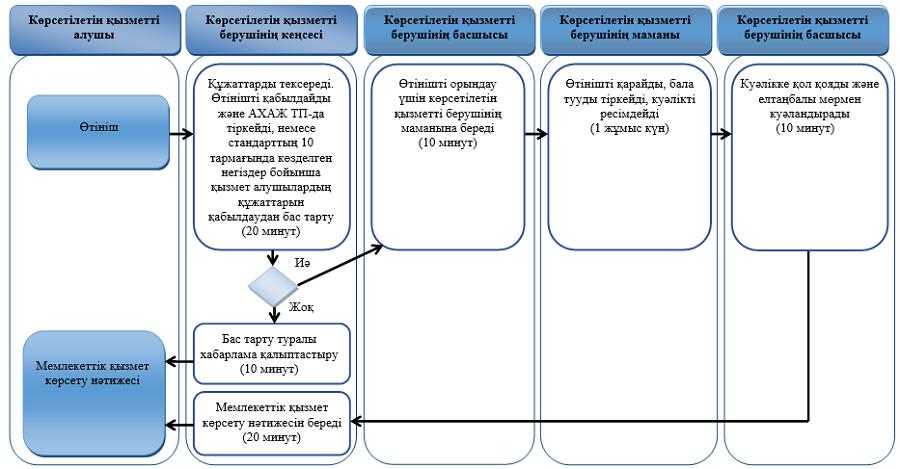 Көрсетілетін қызметті
алушы
Көрсетілетін қызметті
берушінің кеңсесі
Көрсетілетін қызметті
берушінің басшысы
Көрсетілетін қызметті
берушінің маманы
Көрсетілетін қызметті
берушінің басшысы
Өтініш
Құжаттарды тексереді.
Өтінішті қабылдайды
және АХАЖ ТП-да
тіркейді, немесе
стандарттың 10
тармағында көзделген
негіздер бойынша
қызмет алушылардың
құжаттарын
қабылдаудан бас тарту
(20 минут)
Өтінішті орындау
үшін көрсетілетін
қызметті берушінің
маманына береді
(10 минут)
Өтінішті қарайды, бала
тууды тіркейді, куәлікті
ресімдейді
(1 жұмыс күн)
Куәлікке қол қояды және
елтаңбалы мөрмен
куәландырады
(10 минут)
Иә
Жоқ
Бас тарту туралы
хабарлама қалыптастыру
(10 минут)
Мемлекеттік қызмет
көрсету нәтижесі
Мемлекеттік қызмет
көрсету нәтижесін береді
(20 минут)